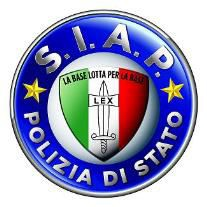 S.I.A.P.
LA BASE LOTTA PER LA BASE
LEX
POLIZIA DI STATO